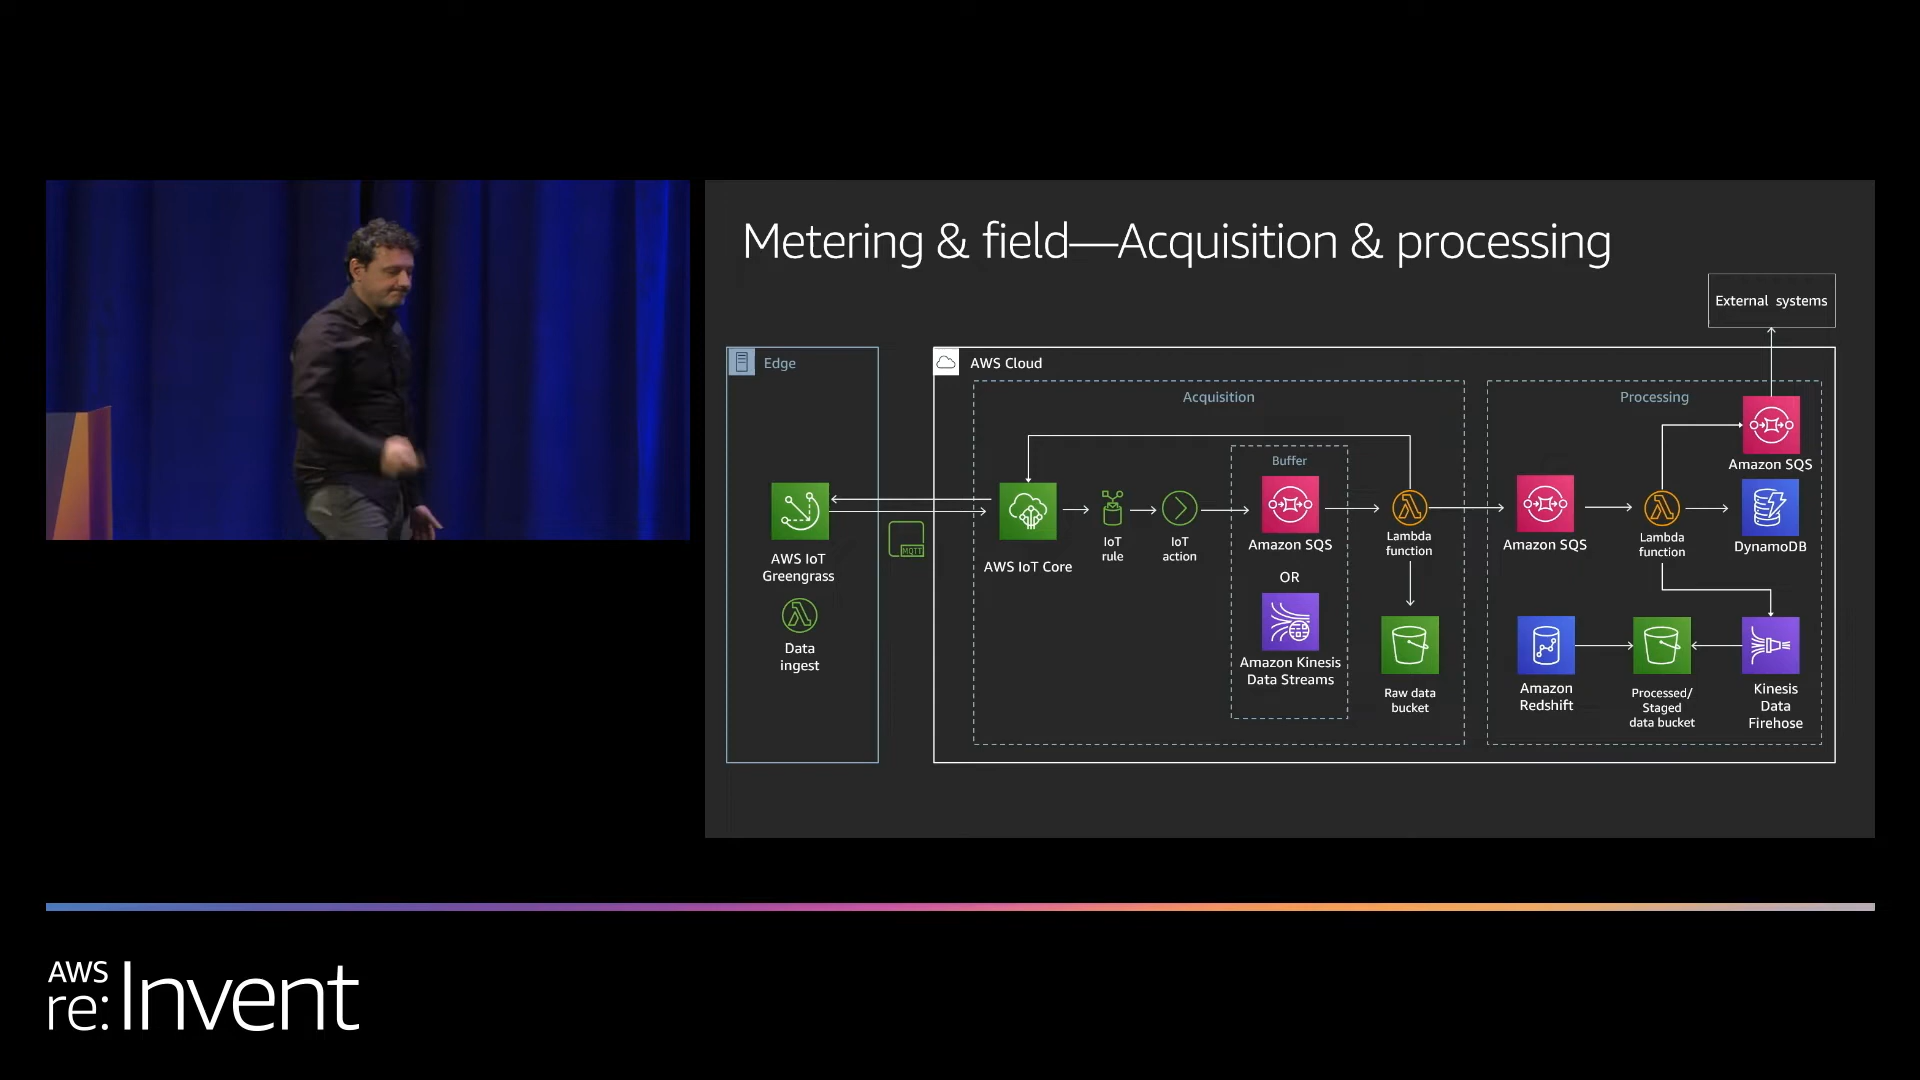 Metering & field—Acquisition & processing
External systems
Edge
AWS Cloud
Acquisition
Processing
Buffer
Amazon SQS
AWS IoT
Greengrass
MQTT
AWS IoT Core
IoT
rule
IoT
action
Amazon SQS
OR
Amazon Kinesis
Data Streams
Lambda
function
Raw data
bucket
Amazon SQS
Lambda
function
DynamoDB
Data
ingest
Amazon
Redshift
Processed/
Staged
data bucket
Kinesis
Data
Firehose
AWS
re:Invent